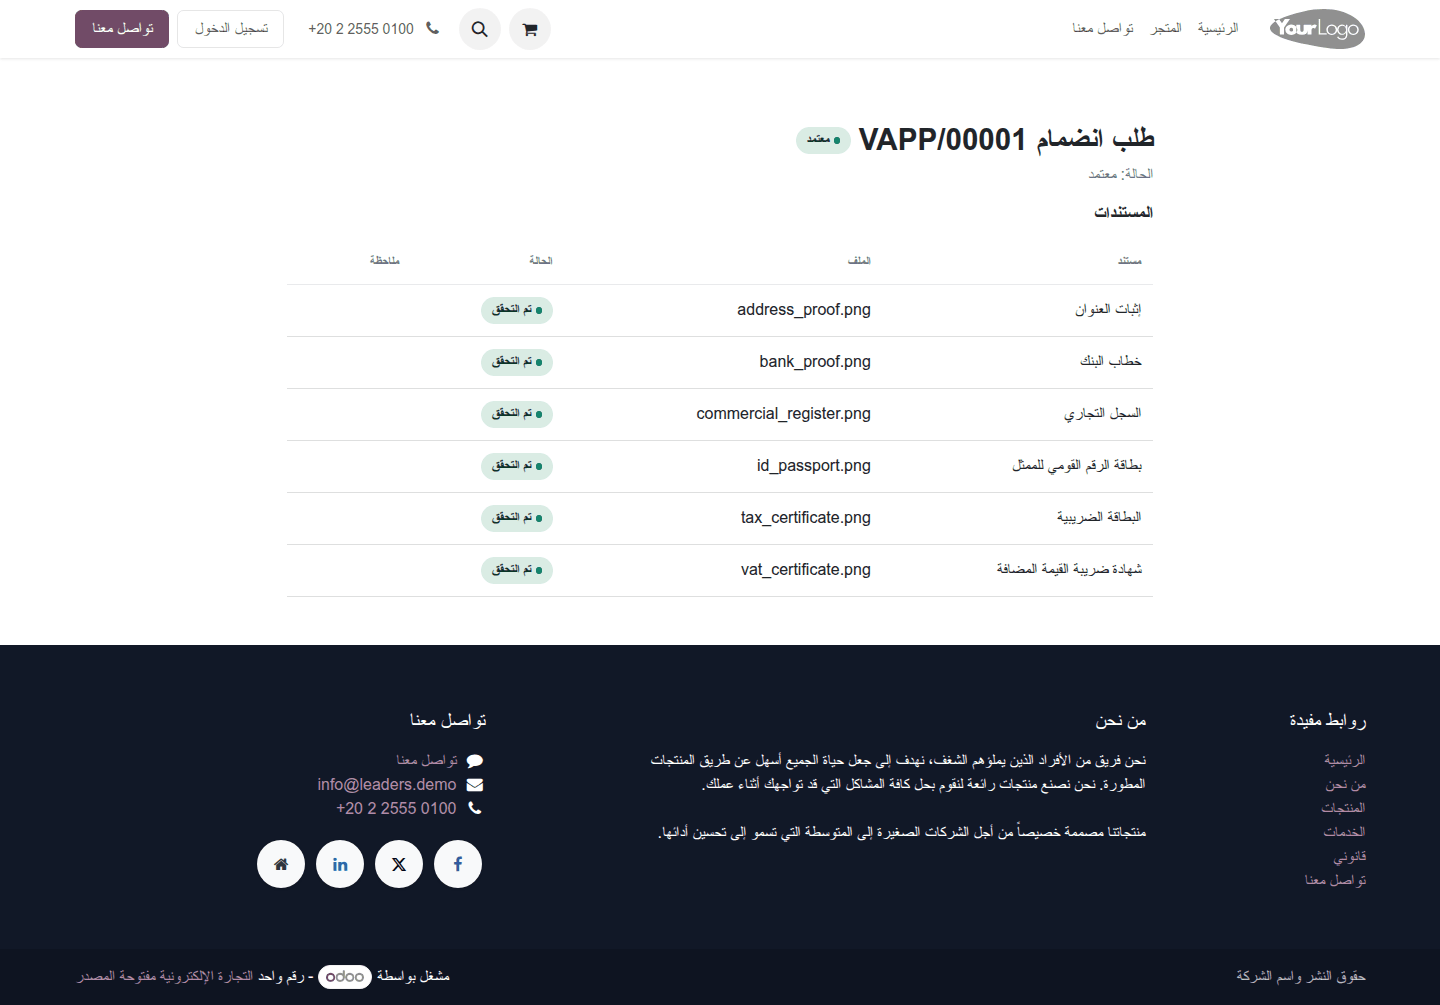 YourLogo
الرئيسية
المتجر
تواصل معنا
+20 2 2555 0100
تسجيل الدخول
تواصل معنا
طلب انضمام VAPP/00001 معتمد
الحالة: معتمد
المستندات
مستند الملف الحالة ملاحظة
إثبات العنوان address_proof.png تم التحقق
خطاب البنك bank_proof.png تم التحقق
السجل التجاري commercial_register.png تم التحقق
بطاقة الرقم القومي للممثل id_passport.png تم التحقق
البطاقة الضريبية tax_certificate.png تم التحقق
شهادة ضريبة القيمة المضافة vat_certificate.png تم التحقق
روابط مفيدة
الرئيسية
من نحن
المنتجات
الخدمات
قانوني
تواصل معنا
من نحن
نحن فريق من الأفراد الذين يملؤهم الشغف، نهدف إلى جعل حياة الجميع أسهل عن طريق المنتجات
المطورة. نحن نصنع منتجات رائعة لنقوم بحل كافة المشاكل التي قد تواجهك أثناء عملك.
منتجاتنا مصممة خصيصاً من أجل الشركات الصغيرة إلى المتوسطة التي تسمو إلى تحسين أدائها.
تواصل معنا
تواصل معنا
info@leaders.demo
+20 2 2555 0100
حقوق النشر واسم الشركة
مشغل بواسطة odoo - رقم واحد التجارة الإلكترونية مفتوحة المصدر